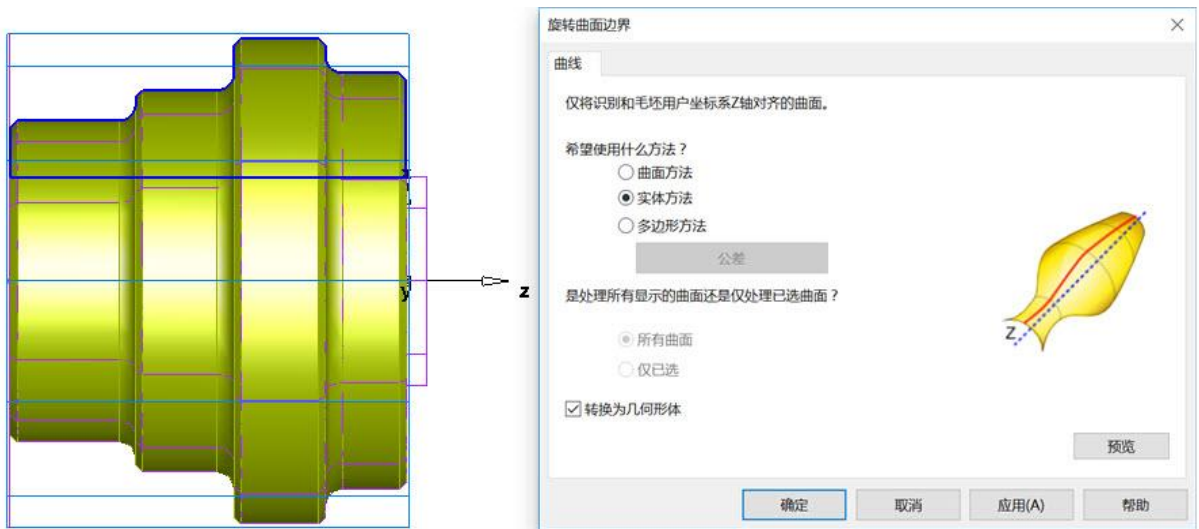 旋转曲面边界
曲线
仅将识别和毛坯用户坐标系Z轴对齐的曲面。
希望使用什么方法？
曲面方法
实体方法
多边形方法
公差
是处理所有显示的曲面还是仅处理已选曲面？
所有曲面
仅已选
转换为几何形体
预览
确定
取消
应用(A)
帮助
Z
x
y
z